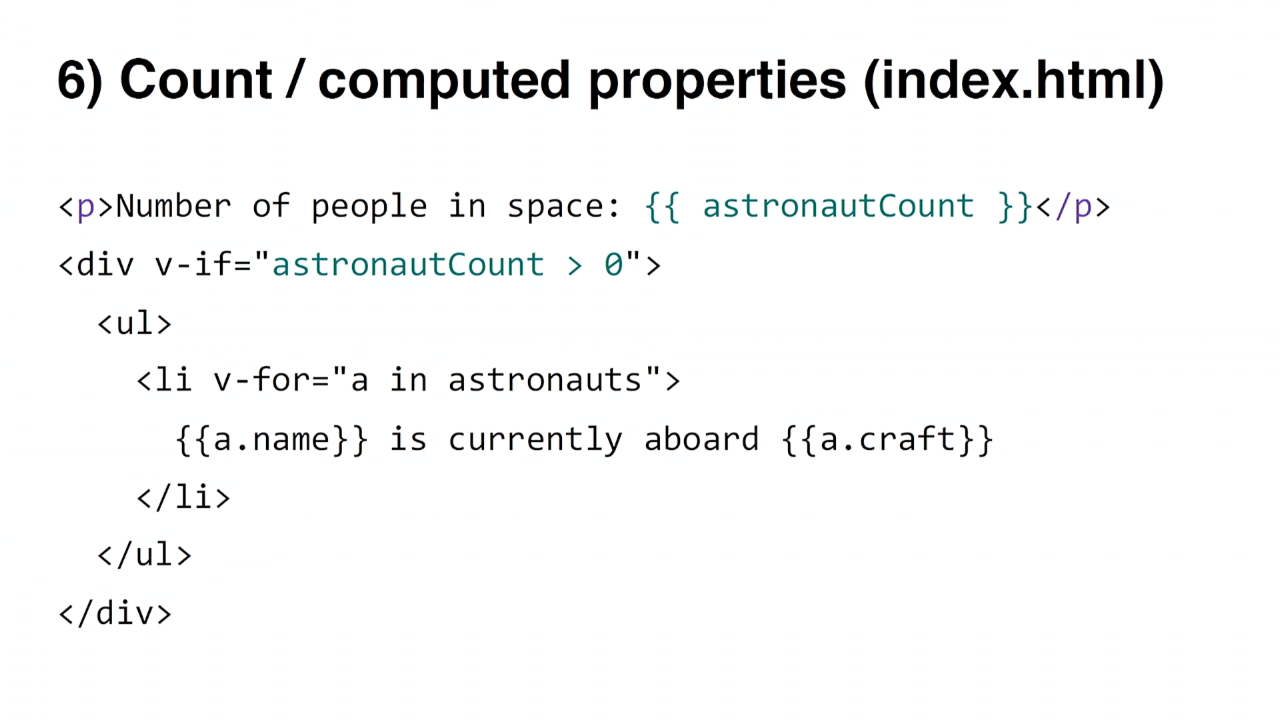 6) Count / computed properties (index.html)
<p>Number of people in space: {{ astronautCount }}</p>
<div v-if="astronautCount > 0">
<ul>
<li v-for="a in astronauts">
{{a.name}} is currently aboard {{a.craft}}
</li>
</ul>
</div>